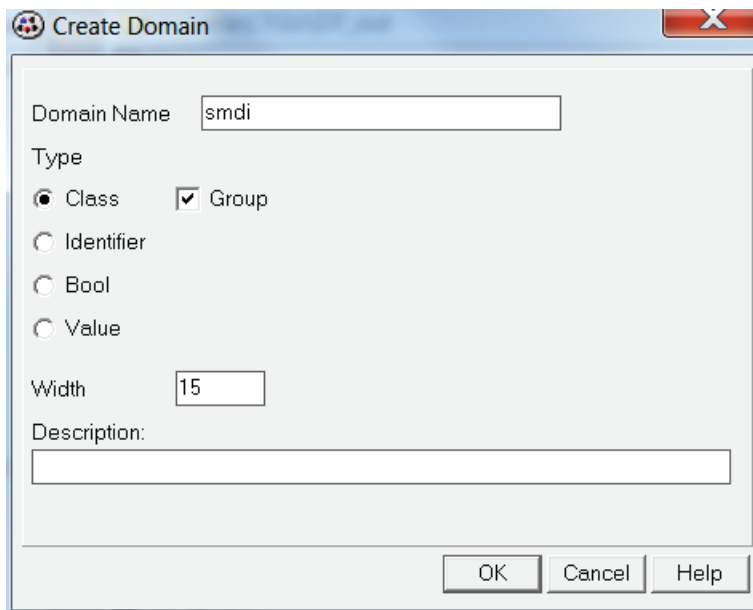 Create Domain
Domain Name smdi
Type
Class Group
Identifier
Bool
Value
Width 15
Description:
OK Cancel Help